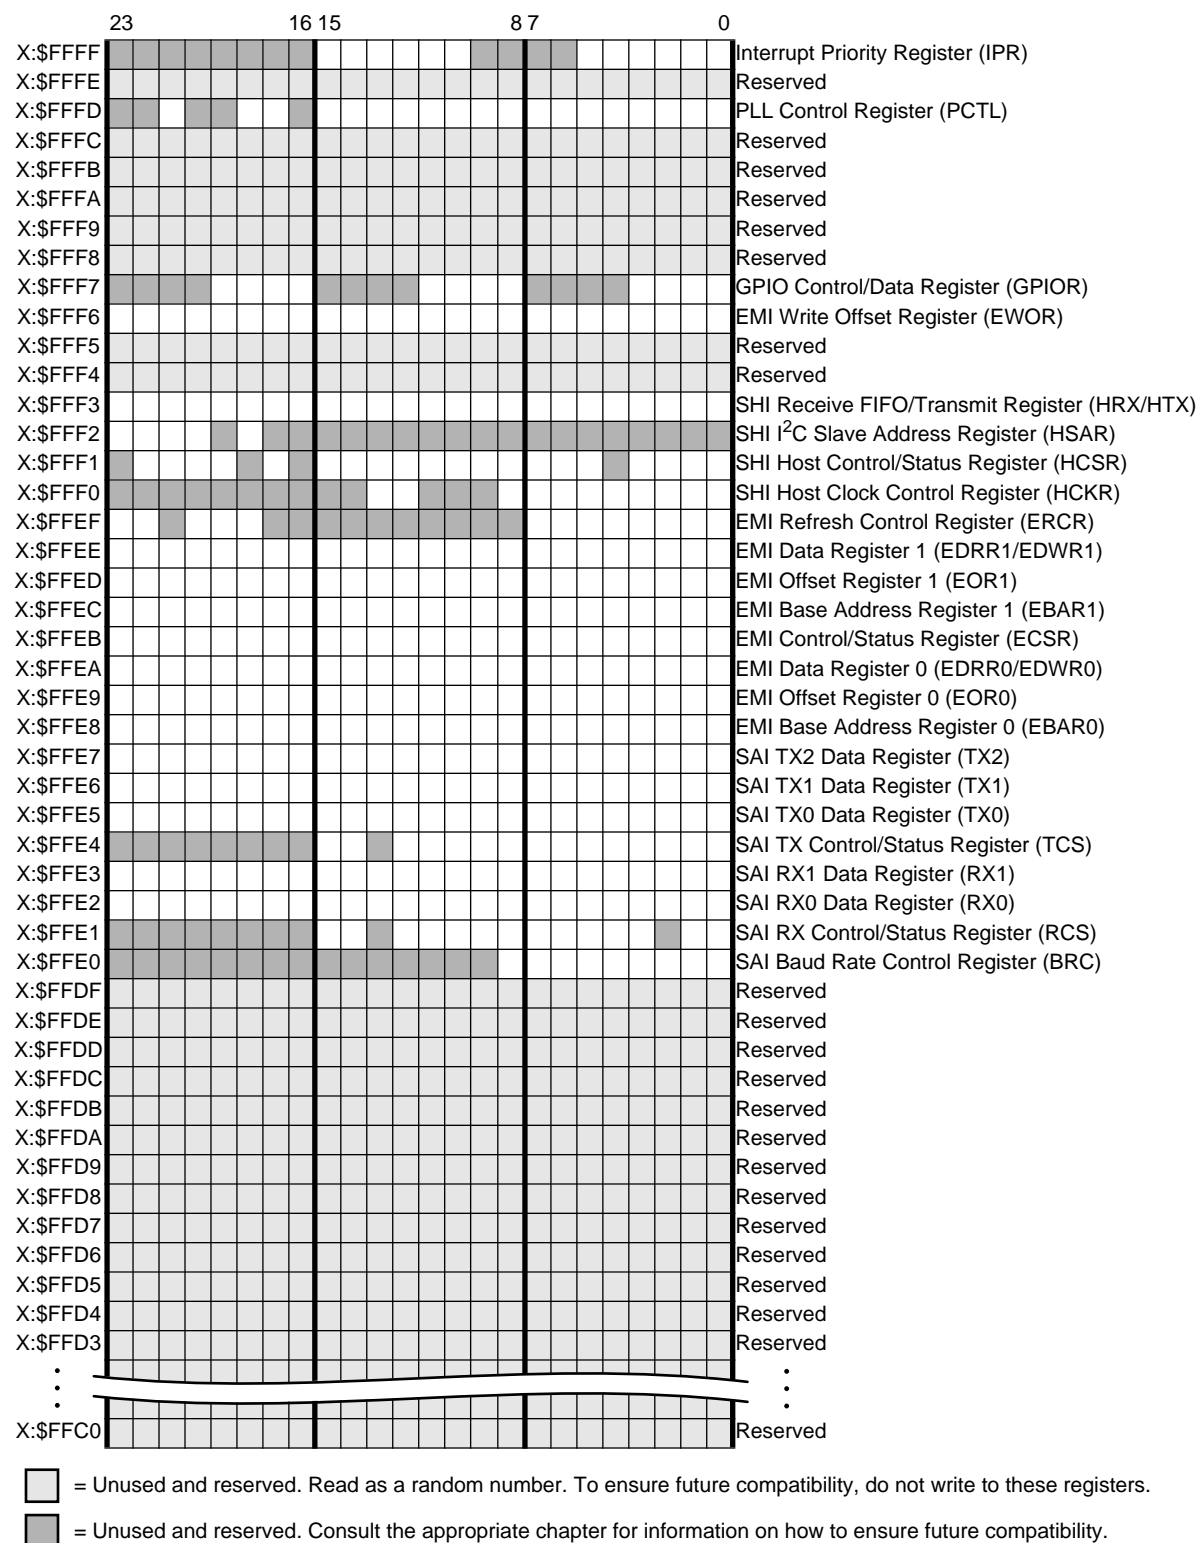 23 16 15 8 7 0
X:$FFFF Interrupt Priority Register (IPR)
X:$FFFE Reserved
X:$FFFD PLL Control Register (PCTL)
X:$FFFC Reserved
X:$FFFB Reserved
X:$FFFA Reserved
X:$FFF9 Reserved
X:$FFF8 Reserved
X:$FFF7 GPIO Control/Data Register (GPIOR)
X:$FFF6 EMI Write Offset Register (EWOR)
X:$FFF5 Reserved
X:$FFF4 Reserved
X:$FFF3 SHI Receive FIFO/Transmit Register (HRX/HTX)
X:$FFF2 SHI I²C Slave Address Register (HSAR)
X:$FFF1 SHI Host Control/Status Register (HCSR)
X:$FFF0 SHI Host Clock Control Register (HCKR)
X:$FFEF EMI Refresh Control Register (ERCR)
X:$FFEE EMI Data Register 1 (EDRR1/EDWR1)
X:$FFED EMI Offset Register 1 (EOR1)
X:$FFEC EMI Base Address Register 1 (EBAR1)
X:$FFEB EMI Control/Status Register (ECSR)
X:$FFEA EMI Data Register 0 (EDRR0/EDWR0)
X:$FFE9 EMI Offset Register 0 (EOR0)
X:$FFE8 EMI Base Address Register 0 (EBAR0)
X:$FFE7 SAI TX2 Data Register (TX2)
X:$FFE6 SAI TX1 Data Register (TX1)
X:$FFE5 SAI TX0 Data Register (TX0)
X:$FFE4 SAI TX Control/Status Register (TCS)
X:$FFE3 SAI RX1 Data Register (RX1)
X:$FFE2 SAI RX0 Data Register (RX0)
X:$FFE1 SAI RX Control/Status Register (RCS)
X:$FFE0 SAI Baud Rate Control Register (BRC)
X:$FFDF Reserved
X:$FFDE Reserved
X:$FFDD Reserved
X:$FFDC Reserved
X:$FFDB Reserved
X:$FFDA Reserved
X:$FFD9 Reserved
X:$FFD8 Reserved
X:$FFD7 Reserved
X:$FFD6 Reserved
X:$FFD5 Reserved
X:$FFD4 Reserved
X:$FFD3 Reserved
X:$FFC0 Reserved
= Unused and reserved. Read as a random number. To ensure future compatibility, do not write to these registers.
= Unused and reserved. Consult the appropriate chapter for information on how to ensure future compatibility.